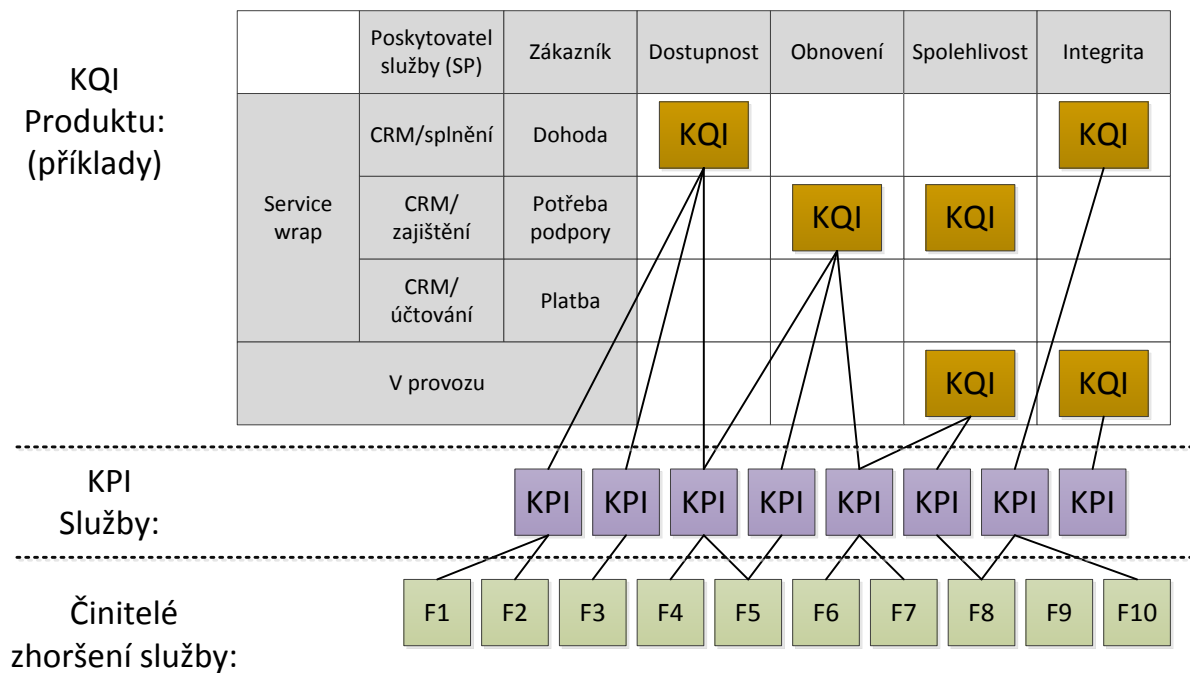 Poskytovatel
služby (SP)
Zákazník
Dostupnost
Obnovení
Spolehlivost
Integrita
KQI
Produktu:
(příklady)
Service
wrap
CRM/splnění
Dohoda
KQI
KQI
CRM/
zajištění
Potřeba
podpory
KQI
KQI
CRM/
účtování
Platba
V provozu
KQI
KQI
KPI
Služby:
KPI
KPI
KPI
KPI
KPI
KPI
KPI
KPI
Činitelé
zhoršení služby:
F1
F2
F3
F4
F5
F6
F7
F8
F9
F10